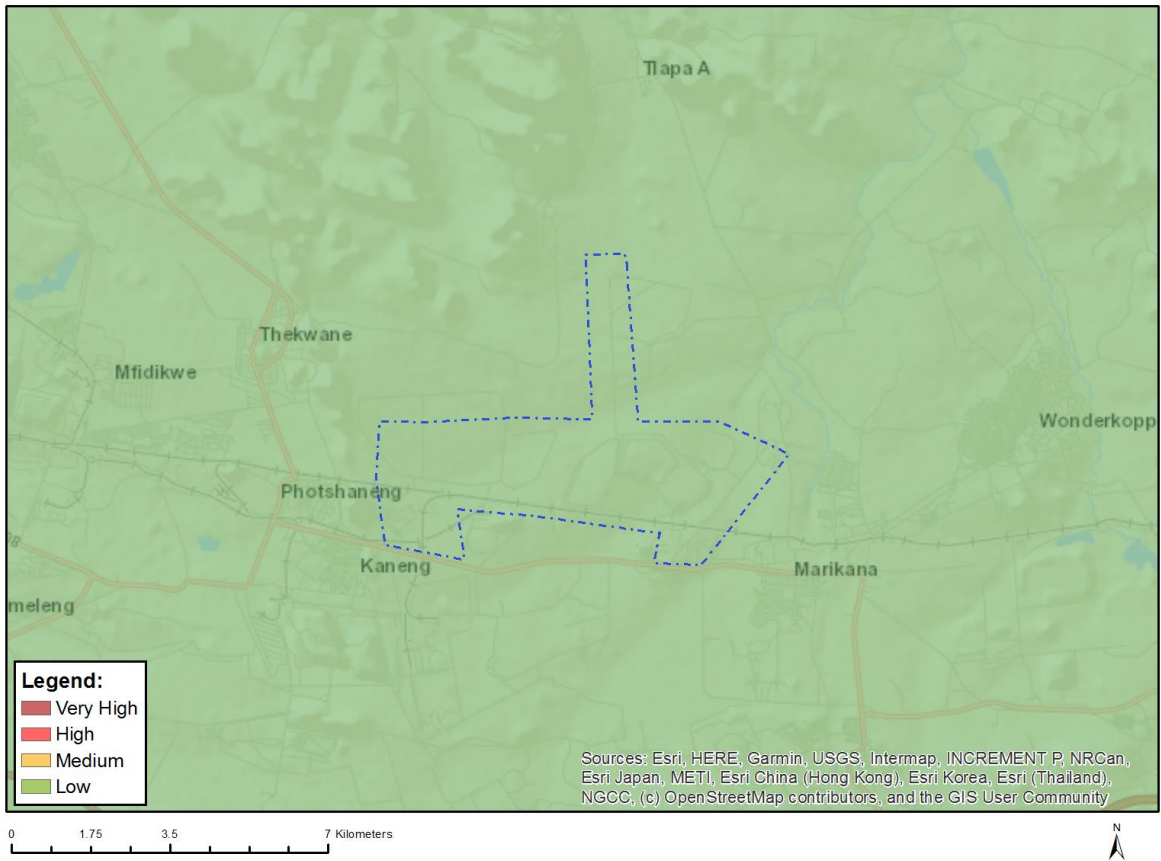 Tlapa A
Thekwane
Mfidikwe
Wonderkopp
Photshaneng
Kaneng
Marikana
meleng
Legend:
Very High
High
Medium
Low
Sources: Esri, HERE, Garmin, USGS, Intermap, INCREMENT P, NRCan,
Esri Japan, METI, Esri China (Hong Kong), Esri Korea, Esri (Thailand),
NGCC, (c) OpenStreetMap contributors, and the GIS User Community
0 1.75 3.5 7 Kilometers
N